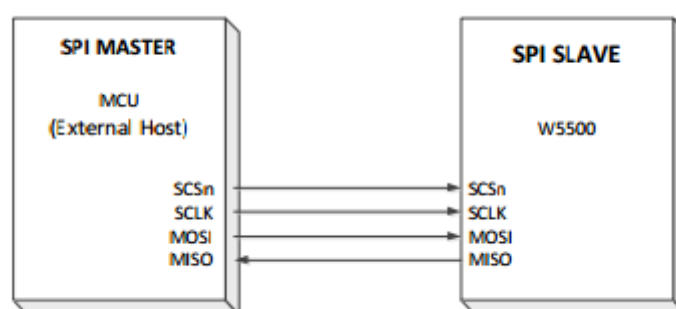 SPI MASTER
MCU
(External Host)
SCSn
SCLK
MOSI
MISO
SPI SLAVE
W5500
SCSn
SCLK
MOSI
MISO